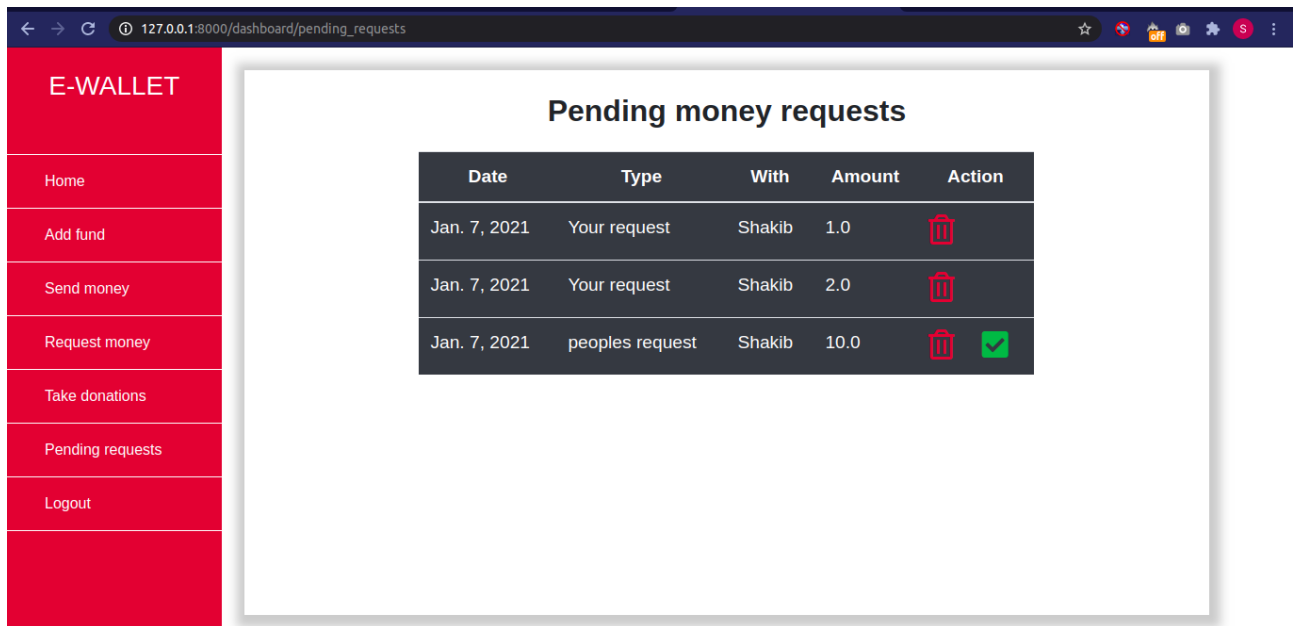 127.0.0.1:8000/dashboard/pending_requests
off
S
E-WALLET
Home
Add fund
Send money
Request money
Take donations
Pending requests
Logout
Pending money requests
Date Type With Amount Action
Jan. 7, 2021 Your request Shakib 1.0
Jan. 7, 2021 Your request Shakib 2.0
Jan. 7, 2021 peoples request Shakib 10.0